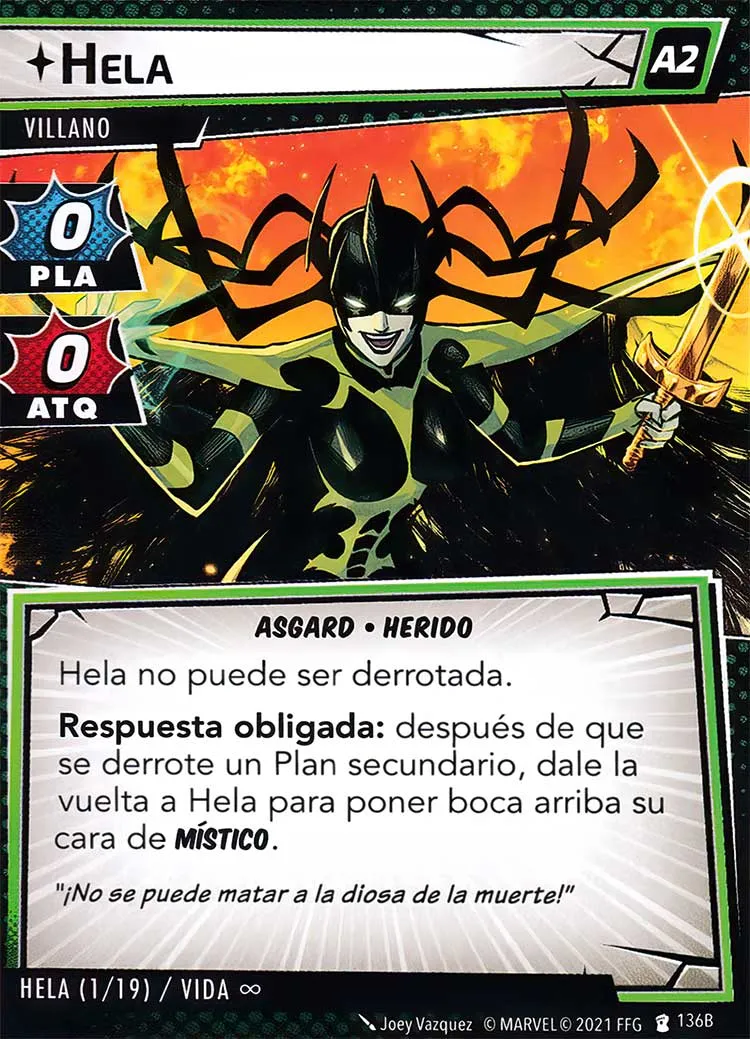 HELA
A2
VILLANO
0
PLA
0
ATQ
ASGARD • HERIDO
Hela no puede ser derrotada.
Respuesta obligada: después de que
se derrote un Plan secundario, dale la
vuelta a Hela para poner boca arriba su
cara de MÍSTICO.
"¡No se puede matar a la diosa de la muerte!"
HELA (1/19) / VIDA ∞
Joey Vazquez © MARVEL © 2021 FFG 136B